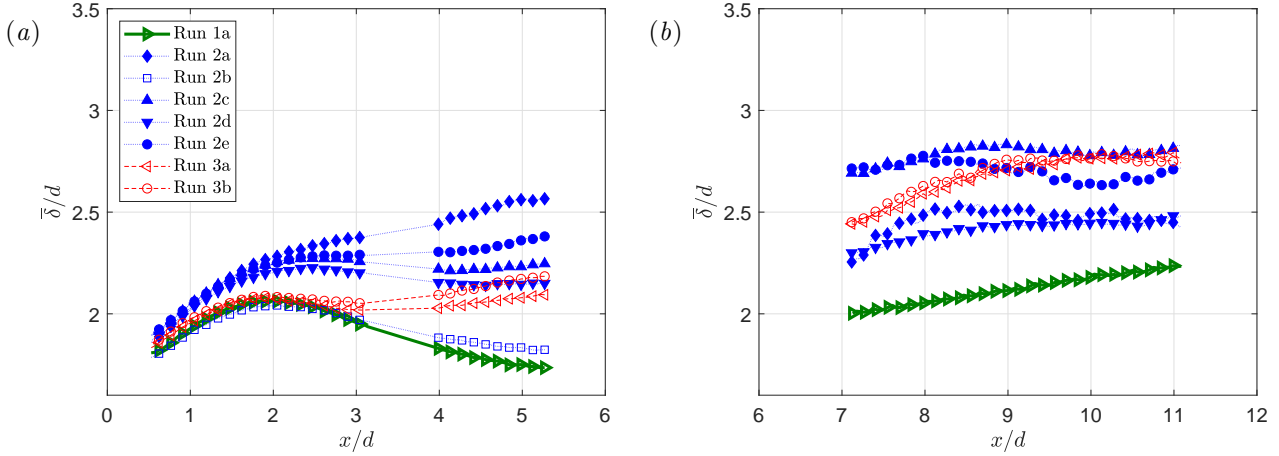 (a)
3.5
3
2.5
2
δ̅/d
0 1 2 3 4 5 6
x/d
Run 1a
Run 2a
Run 2b
Run 2c
Run 2d
Run 2e
Run 3a
Run 3b
(b)
3.5
3
2.5
2
δ̅/d
6 7 8 9 10 11 12
x/d